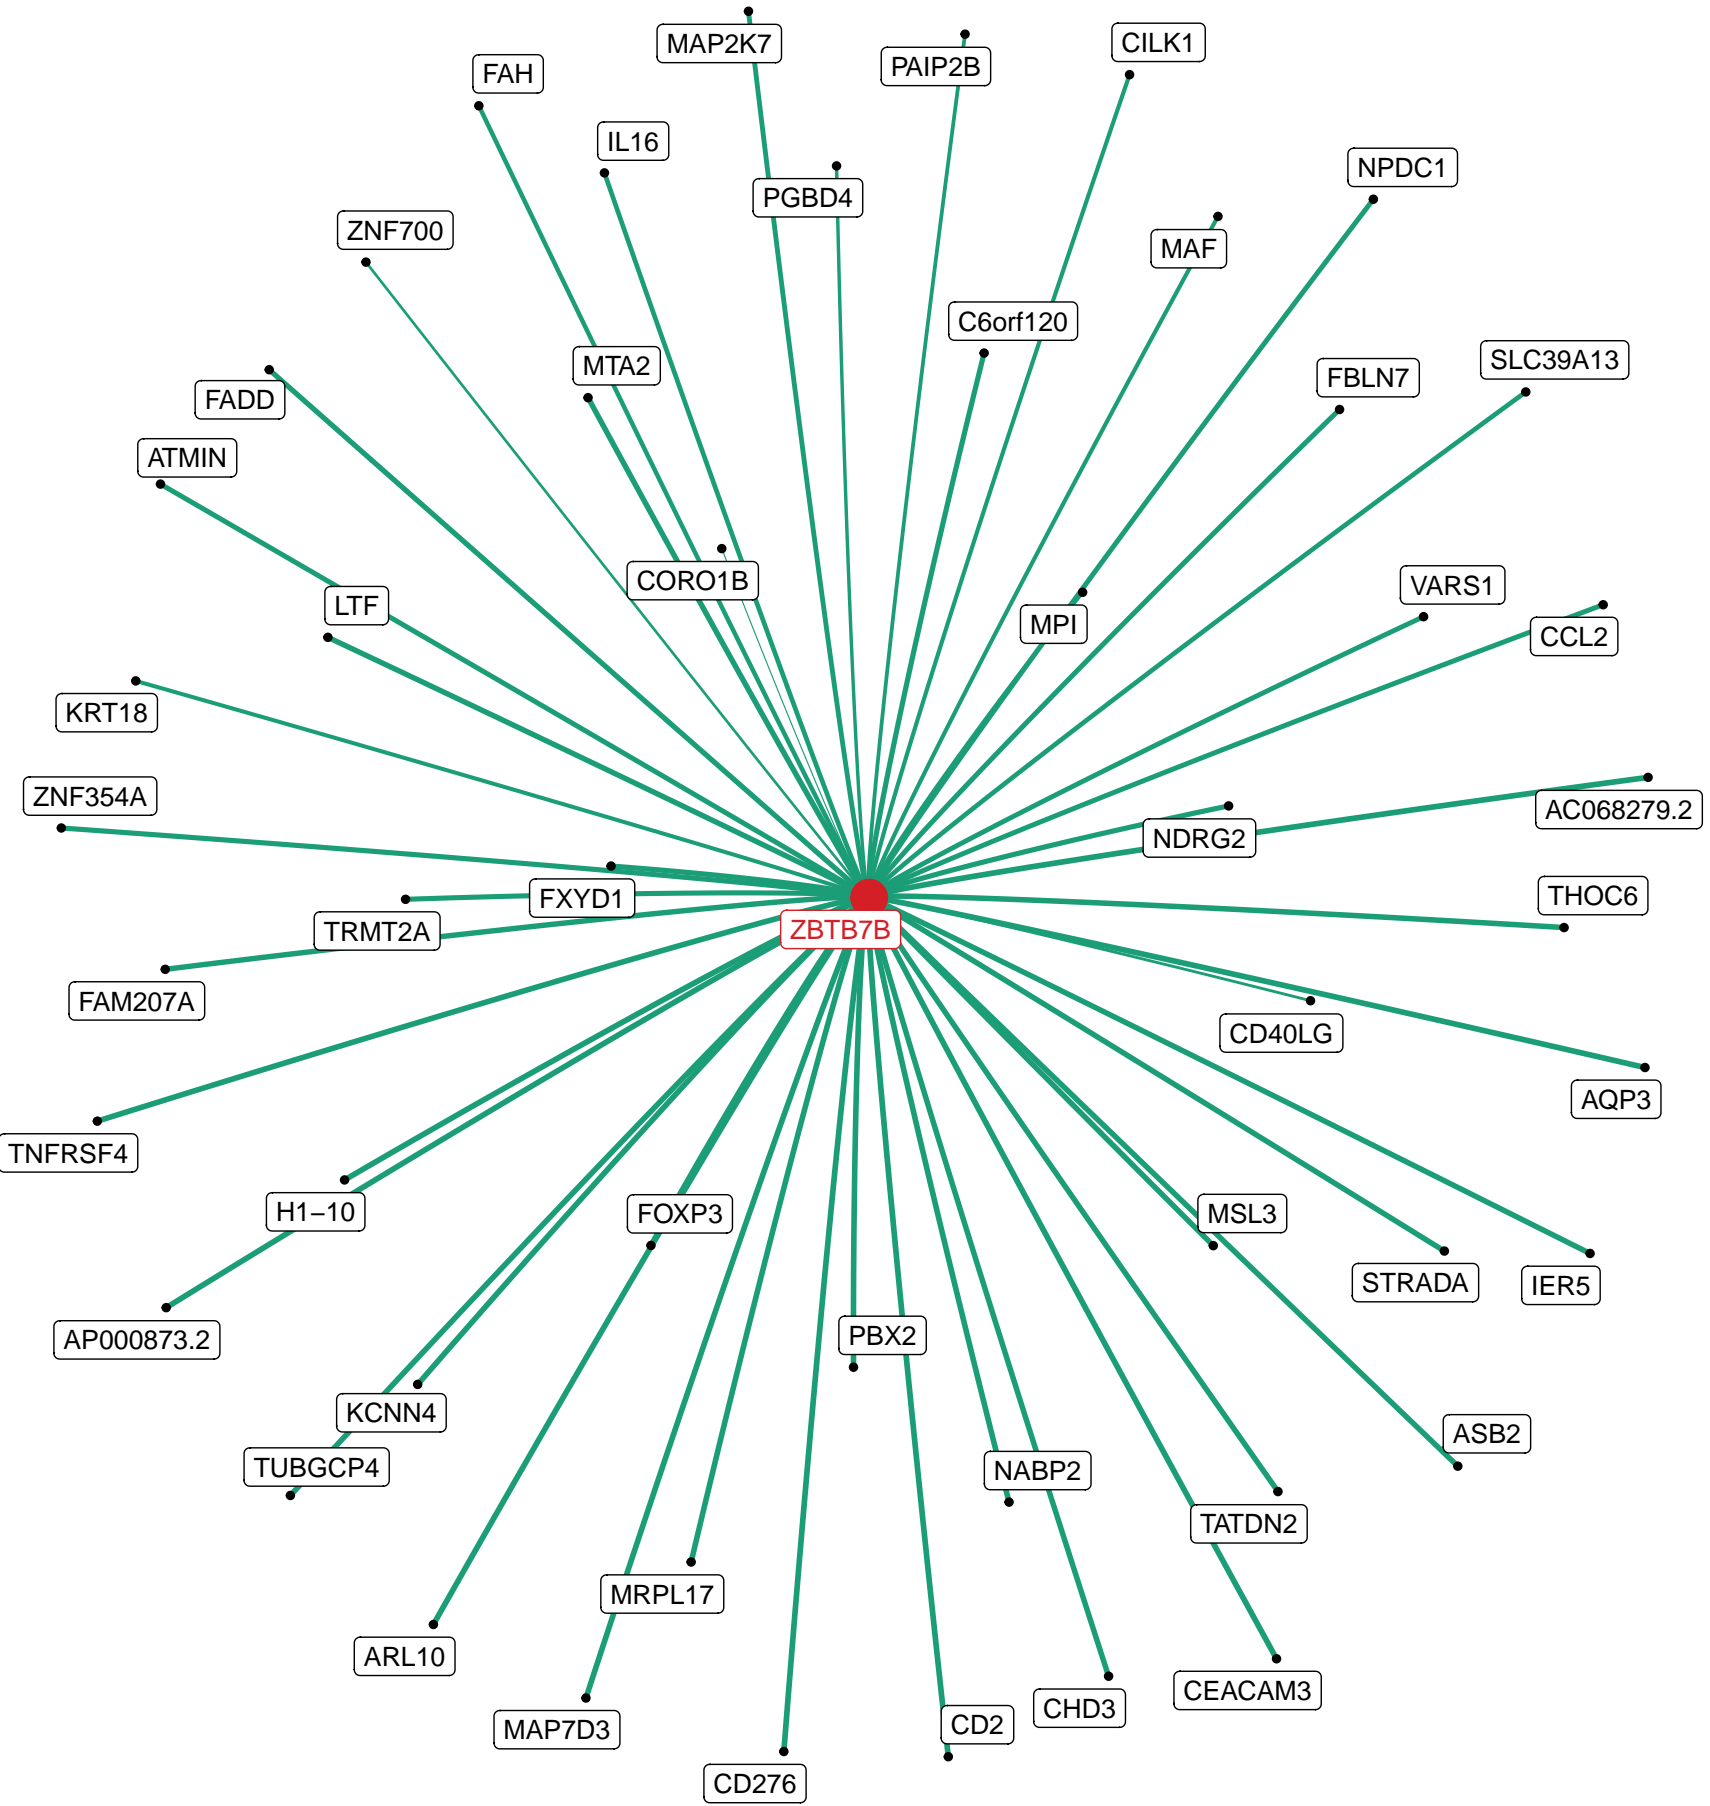 MAP2K7
CILK1
PAIP2B
FAH
IL16
NPDC1
PGBD4
ZNF700
MAF
C6orf120
SLC39A13
MTA2
FBLN7
FADD
ATMIN
CORO1B
VARS1
LTF
MPI
CCL2
KRT18
ZNF354A
AC068279.2
NDRG2
THOC6
FXYD1
ZBTB7B
TRMT2A
FAM207A
CD40LG
AQP3
TNFRSF4
H1−10
FOXP3
MSL3
STRADA
IER5
PBX2
AP000873.2
KCNN4
ASB2
TUBGCP4
NABP2
TATDN2
MRPL17
ARL10
CEACAM3
CHD3
CD2
MAP7D3
CD276